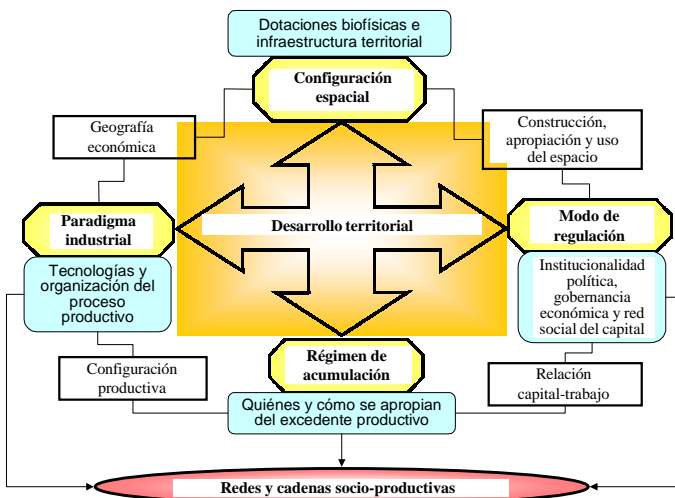 Dotaciones biofísicas e
infraestructura territorial
Configuración
espacial
Geografía
económica
Construcción,
apropiación y uso
del espacio
Paradigma
industrial
Desarrollo territorial
Modo de
regulación
Tecnologías y
organización del
proceso
productivo
Institucionalidad
política,
gobernancia
económica y red
social del capital
Régimen de
acumulación
Configuración
productiva
Relación
capital-trabajo
Quiénes y cómo se apropian
del excedente productivo
Redes y cadenas socio-productivas